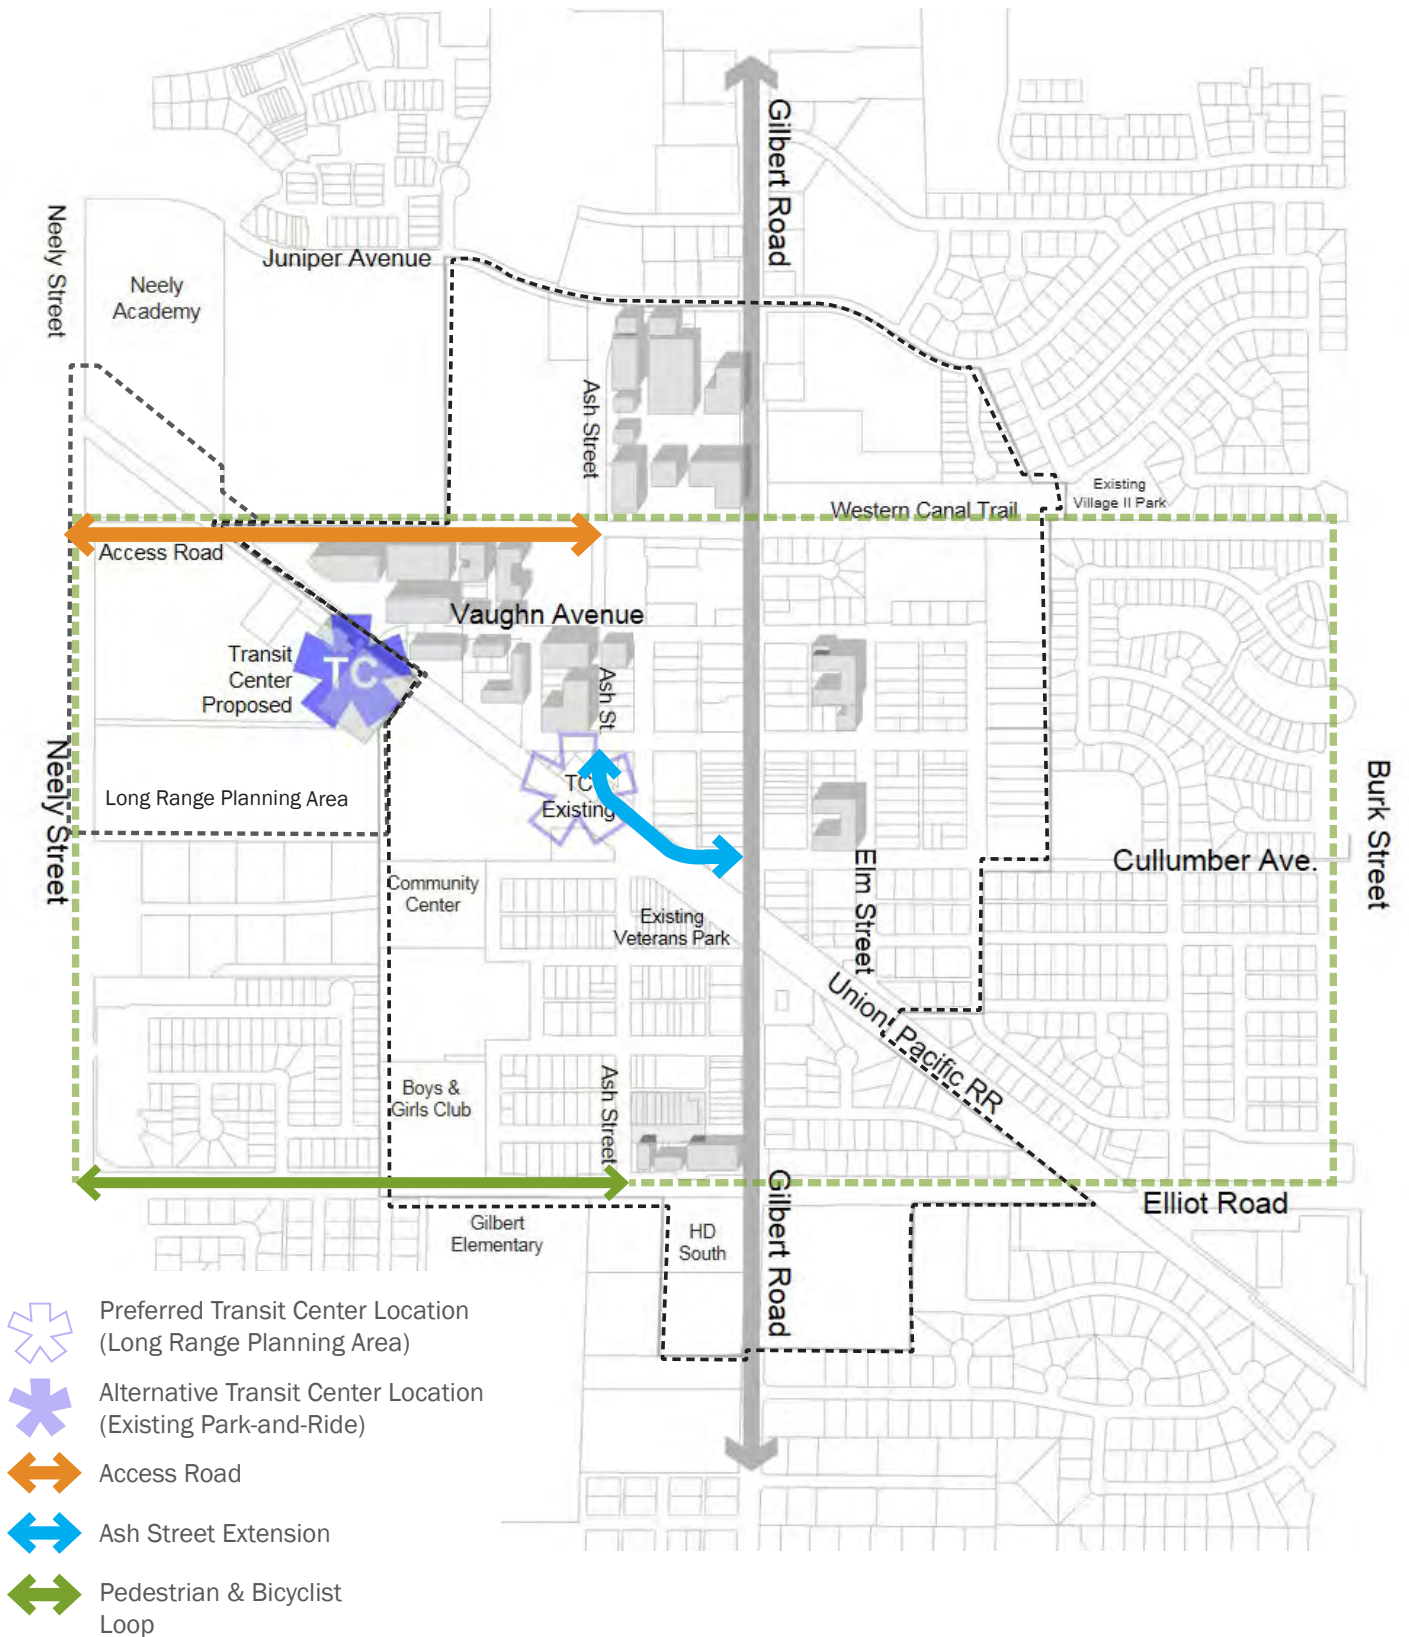 Gilbert Road
Neely Street
Juniper Avenue
Neely
Academy
Ash Street
Existing
Village II Park
Western Canal Trail
Access Road
Vaughn Avenue
Transit
Center
Proposed
TC
Ash St.
TC
Existing
Long Range Planning Area
Neely Street
Burk Street
Cullumber Ave.
Elm Street
Community
Center
Existing
Veterans Park
Union Pacific RR
Boys &
Girls Club
Ash Street
Elliot Road
Gilbert Road
Gilbert
Elementary
HD
South
Preferred Transit Center Location
(Long Range Planning Area)
Alternative Transit Center Location
(Existing Park-and-Ride)
Access Road
Ash Street Extension
Pedestrian & Bicyclist
Loop